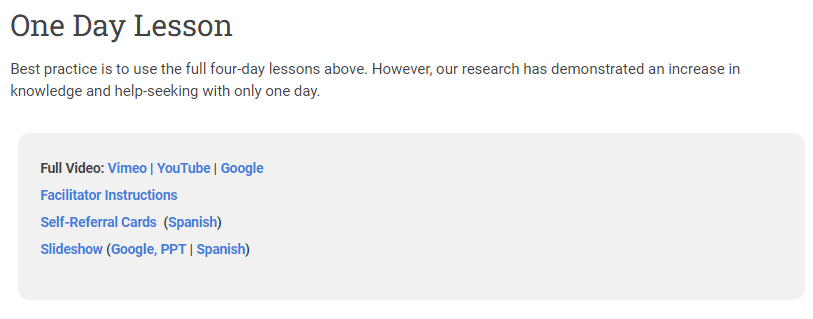 One Day Lesson
Best practice is to use the full four-day lessons above. However, our research has demonstrated an increase in
knowledge and help-seeking with only one day.
Full Video: Vimeo | YouTube | Google
Facilitator Instructions
Self-Referral Cards (Spanish)
Slideshow (Google, PPT | Spanish)